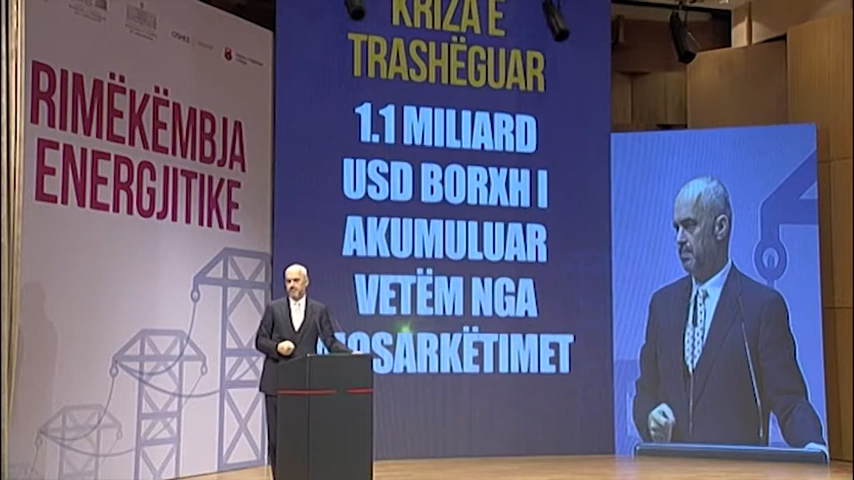 RIMËKËMBJA
ENERGJITIKE
KRIZA E
TRASHËGUAR
1.1 MILIARD
USD BORXH I
AKUMULUAR
VETËM NGA
MOSARKËTIMET